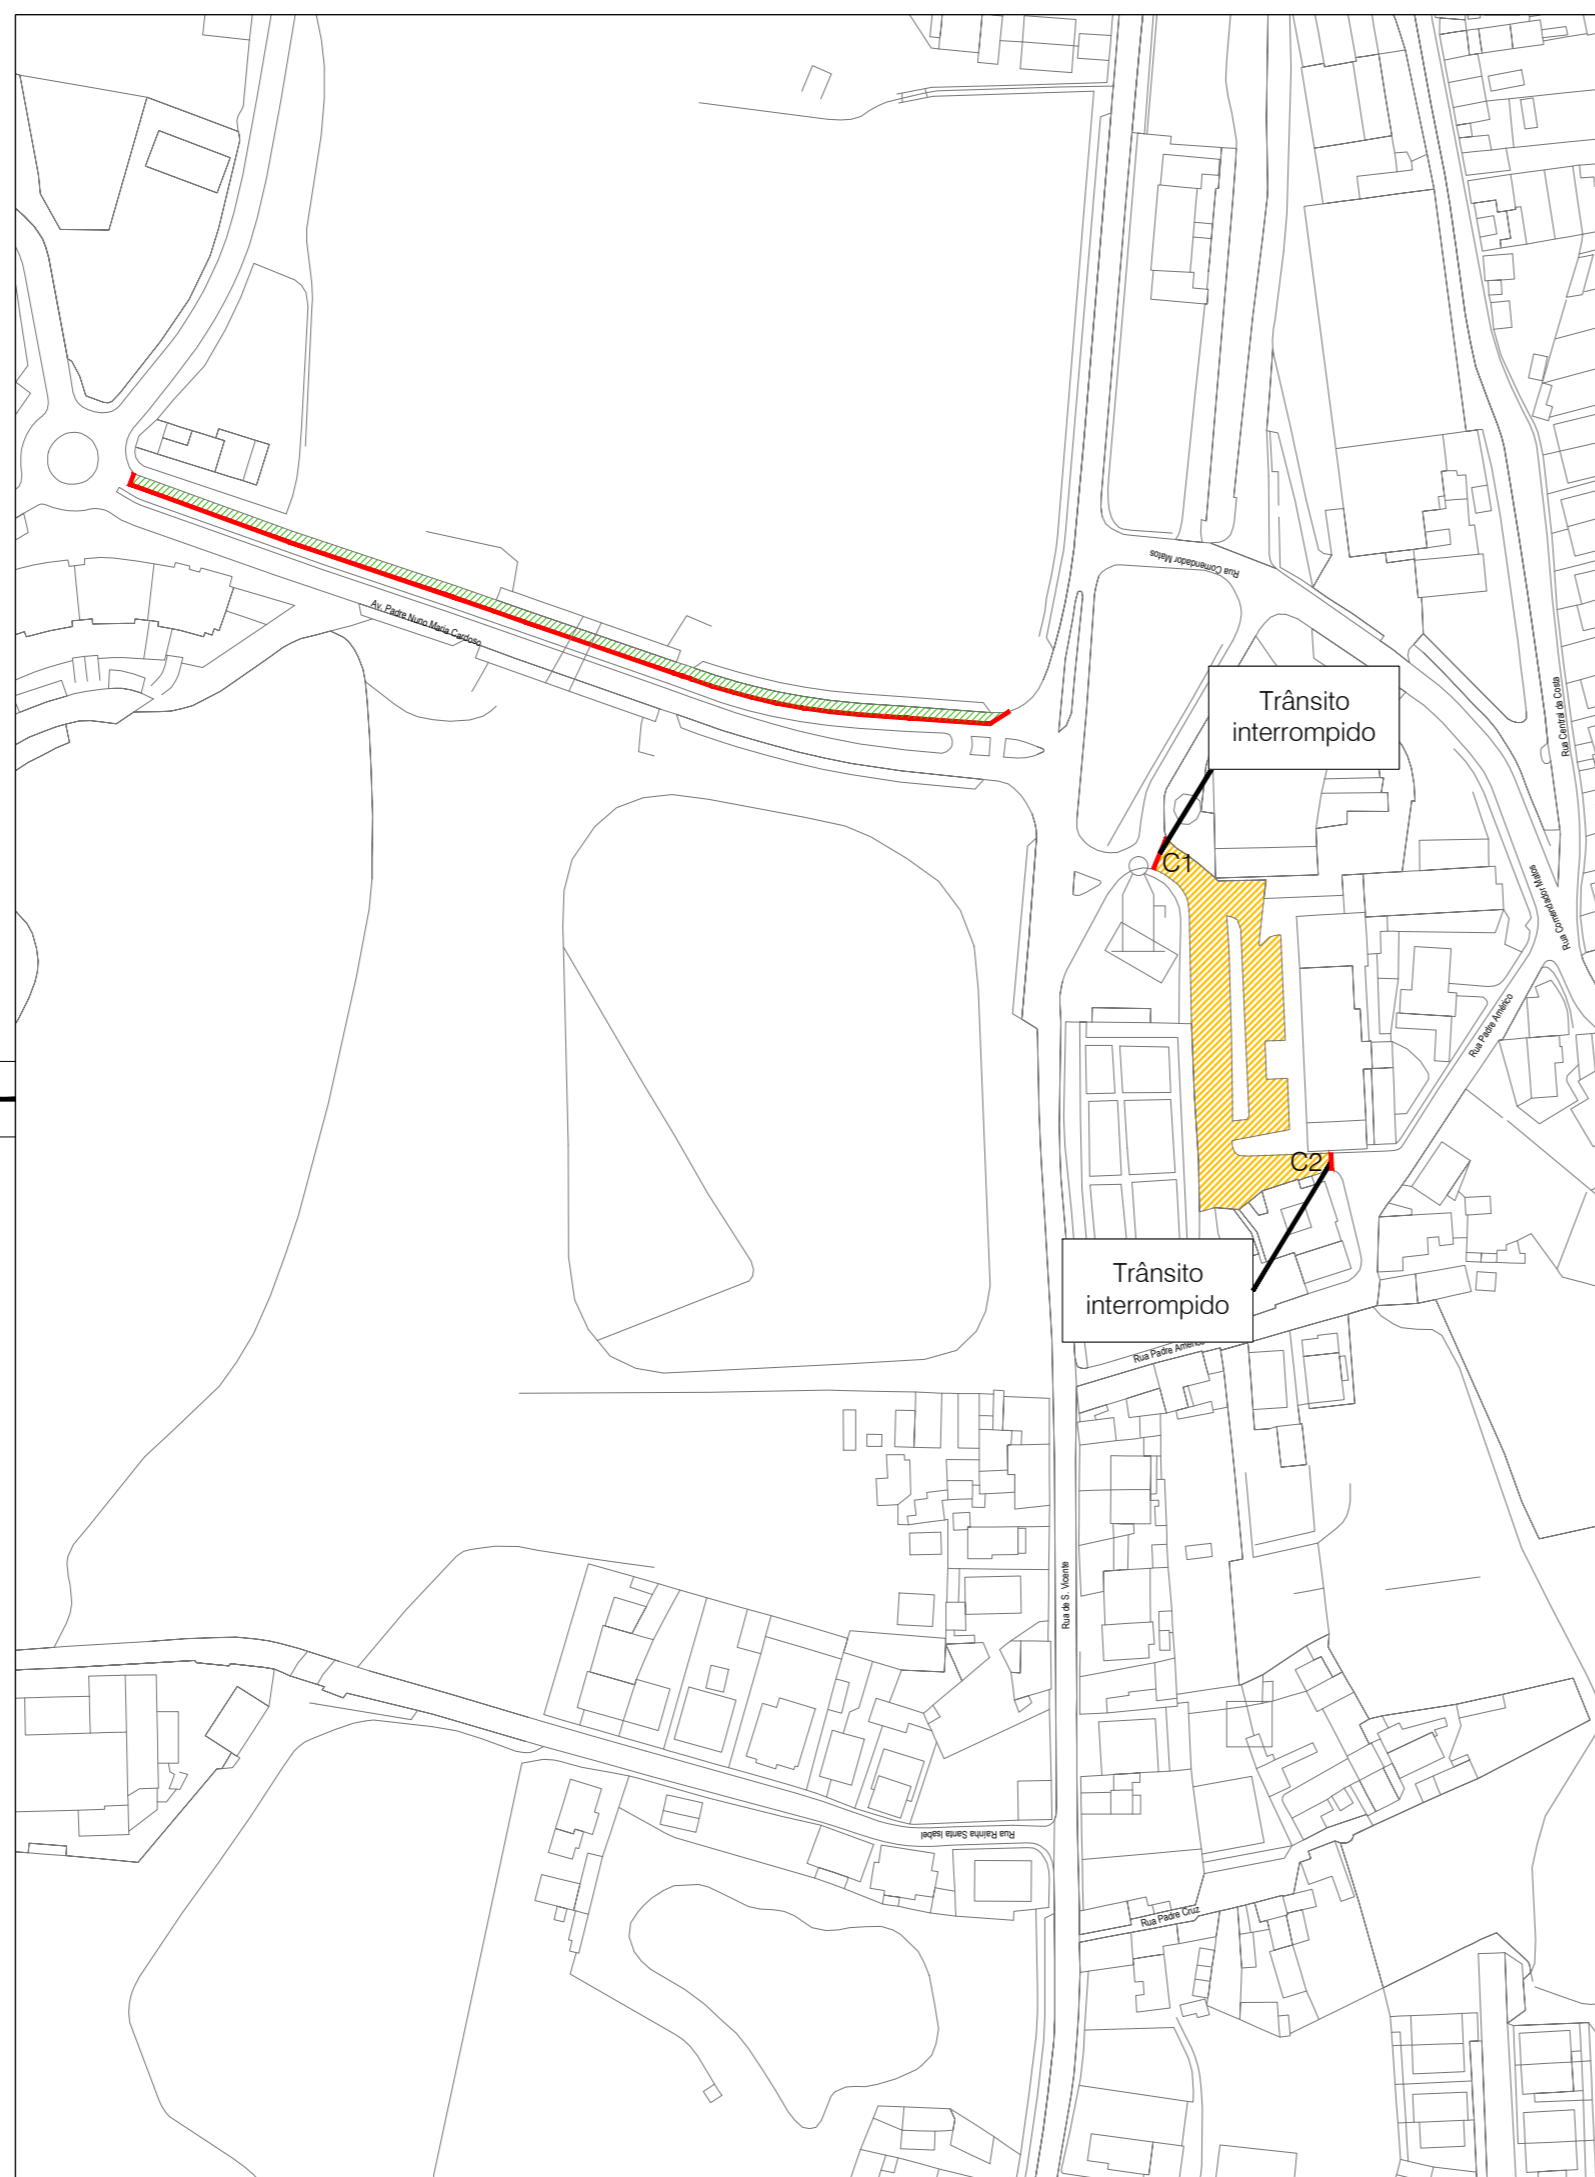 Rua Comendador Matos
Av. Padre Nuno Maria Cardoso
Trânsito
interrompido
Rua Central da Costa
C1
Rua Comendador Matos
Rua Padre Américo
C2
Trânsito
interrompido
Rua Padre Améric
Rua de S. Vicente
Rua Rainha Santa Isabel
Rua Padre Cruz